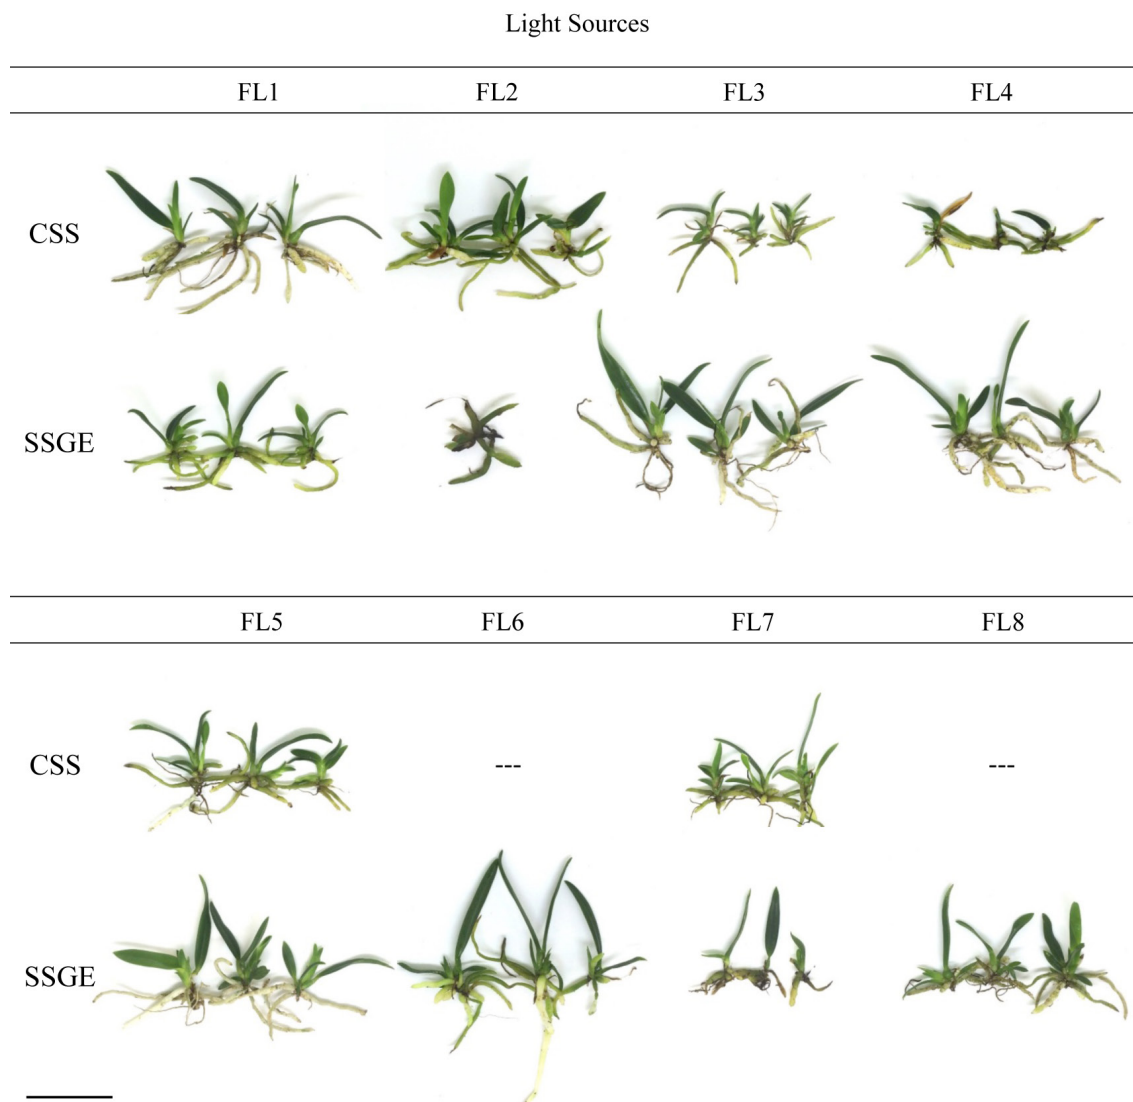 Light Sources
FL1 FL2 FL3 FL4
CSS
SSGE
FL5 FL6 FL7 FL8
CSS --- ---
SSGE